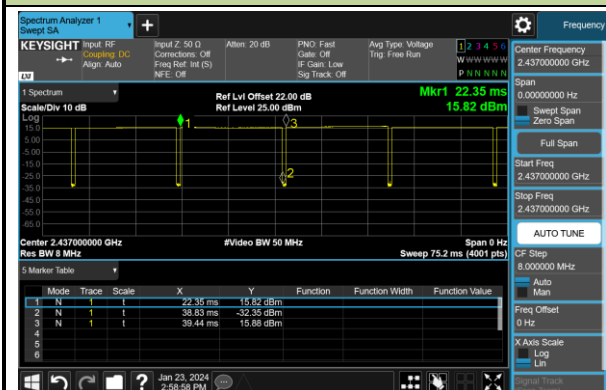 Spectrum Analyzer 1
Swept SA
Frequency
KEYSIGHT Input: RF
Coupling: DC
Align: Auto
Input Z: 50 Ω
Corrections: Off
Freq Ref: Int (S)
NFE: Off
Atten: 20 dB
PNO: Fast
Gate: Off
IF Gain: Low
Sig Track: Off
Avg Type: Voltage
Trig: Free Run
1 2 3 4 5 6
W W W W W W
P N N N N N
LXI
1 Spectrum
Scale/Div 10 dB
Ref Lvl Offset 22.00 dB
Ref Level 25.00 dBm
Mkr1 22.35 ms
15.82 dBm
Log
15.0
5.00
-5.00
-15.0
-25.0
-35.0
-45.0
-55.0
-65.0
1
3
2
Center 2.437000000 GHz
Res BW 8 MHz
#Video BW 50 MHz
Span 0 Hz
Sweep 75.2 ms (4001 pts)
5 Marker Table
Mode Trace Scale X Y Function Function Width Function Value
1 N 1 t 22.35 ms 15.82 dBm
2 N 1 t 38.83 ms -32.35 dBm
3 N 1 t 39.44 ms 15.88 dBm
4
5
6
Jan 23, 2024
2:58:58 PM
Center Frequency
2.437000000 GHz
Span
0.00000000 Hz
Swept Span
Zero Span
Full Span
Start Freq
2.437000000 GHz
Stop Freq
2.437000000 GHz
AUTO TUNE
CF Step
8.000000 MHz
Auto
Man
Freq Offset
0 Hz
X Axis Scale
Log
Lin
Signal Track